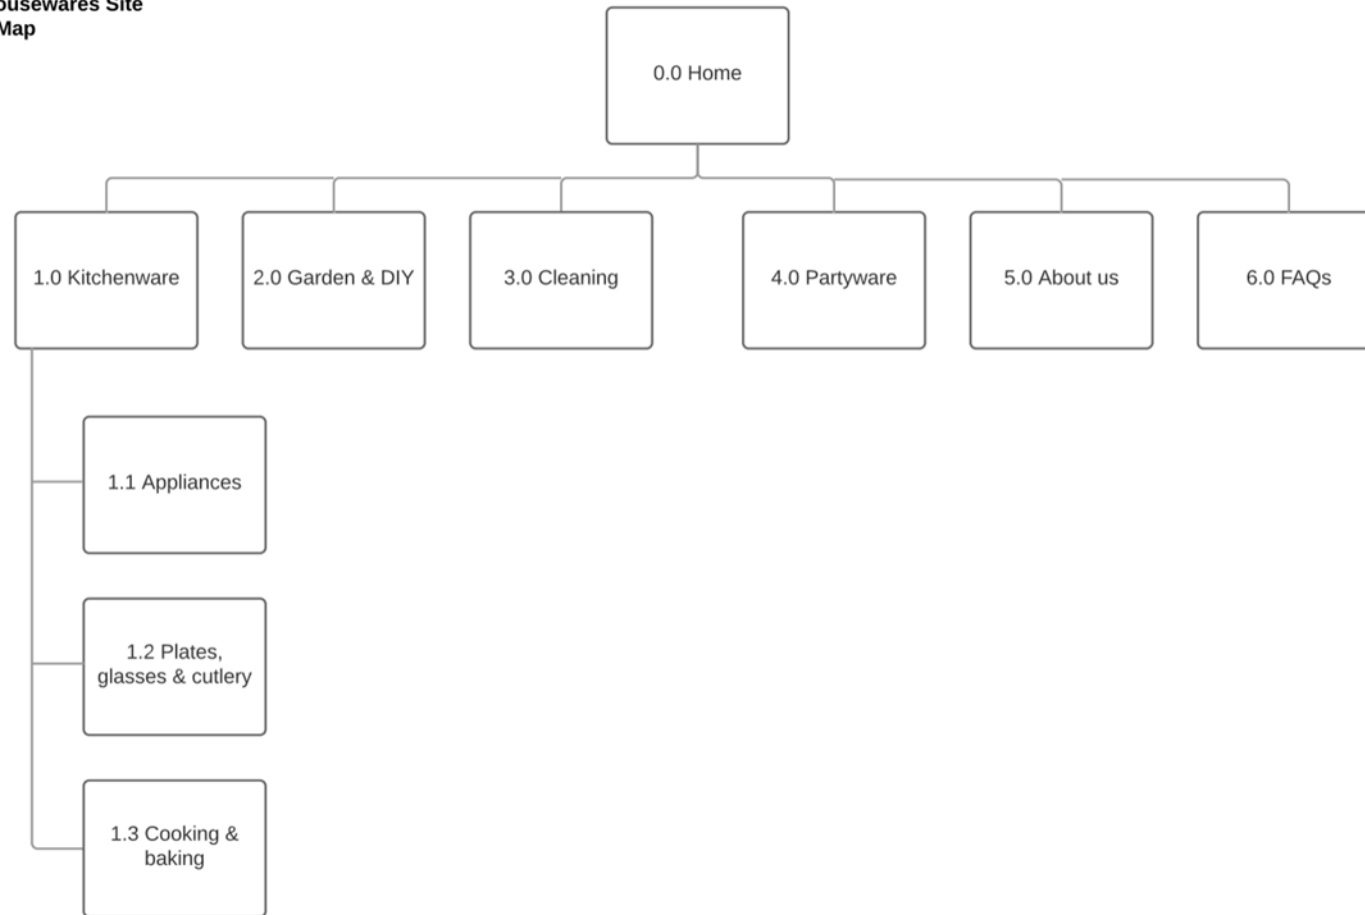 Site
Map
0.0 Home
1.0 Kitchenware
2.0 Garden & DIY
3.0 Cleaning
4.0 Partyware
5.0 About us
6.0 FAQs
1.1 Appliances
1.2 Plates,
glasses & cutlery
1.3 Cooking &
baking